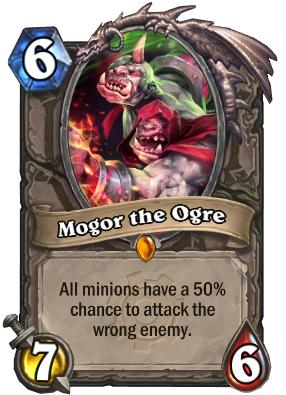 6
Mogor the Ogre
All minions have a 50%
chance to attack the
wrong enemy.
7
6